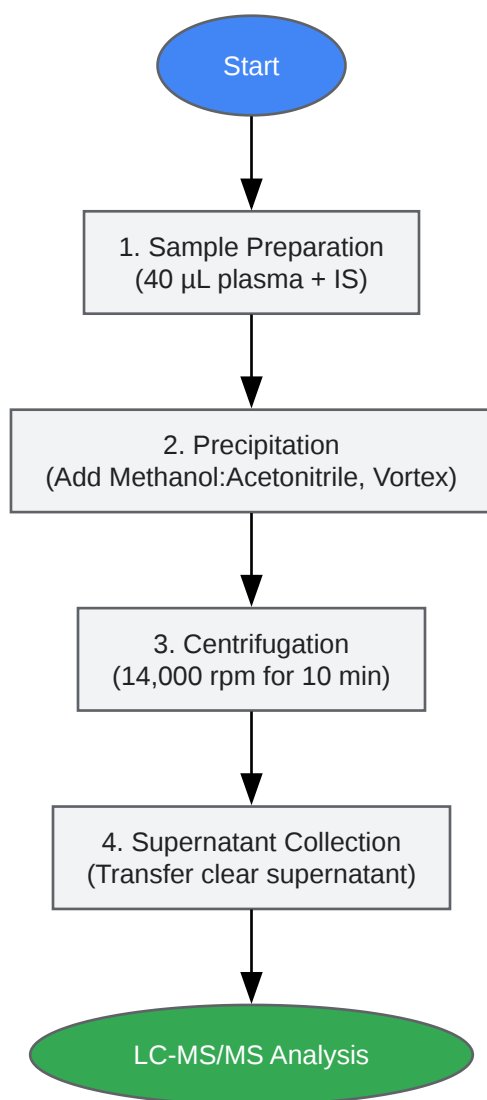 Start
1. Sample Preparation
(40 µL plasma + IS)
2. Precipitation
(Add Methanol:Acetonitrile, Vortex)
3. Centrifugation
(14,000 rpm for 10 min)
4. Supernatant Collection
(Transfer clear supernatant)
LC-MS/MS Analysis